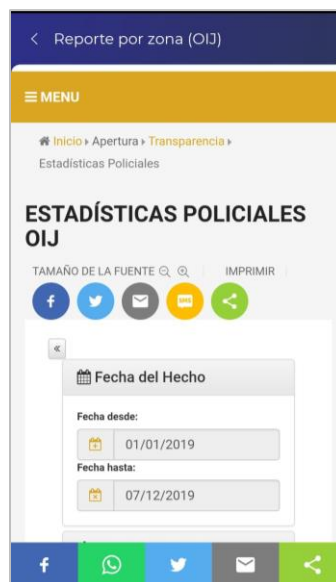 Reporte por zona (OIJ)
MENU
Inicio Apertura Transparencia
Estadísticas Policiales
ESTADÍSTICAS POLICIALES
OIJ
TAMAÑO DE LA FUENTE IMPRIMIR
Fecha del Hecho
Fecha desde:
01/01/2019
Fecha hasta:
07/12/2019